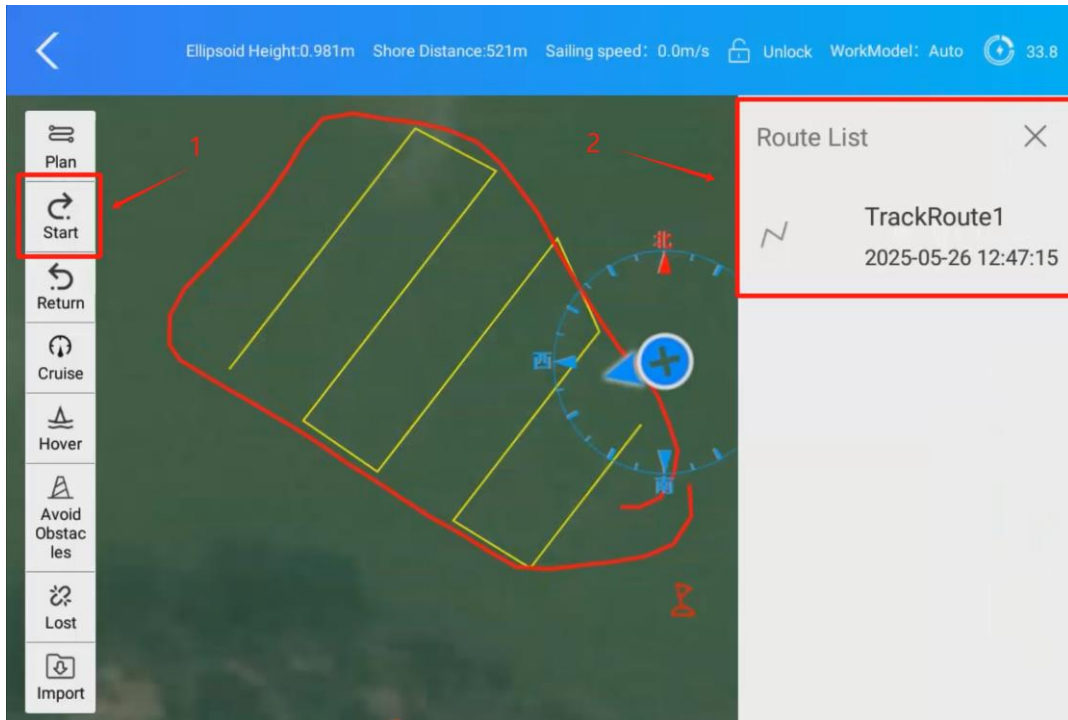 Ellipsoid Height:0.981m Shore Distance:521m Sailing speed: 0.0m/s Unlock WorkModel: Auto 33.8
Plan
Start
Return
Cruise
Hover
Avoid
Obstac
les
Lost
Import
1
2
北
西
南
Route List
TrackRoute1
2025-05-26 12:47:15